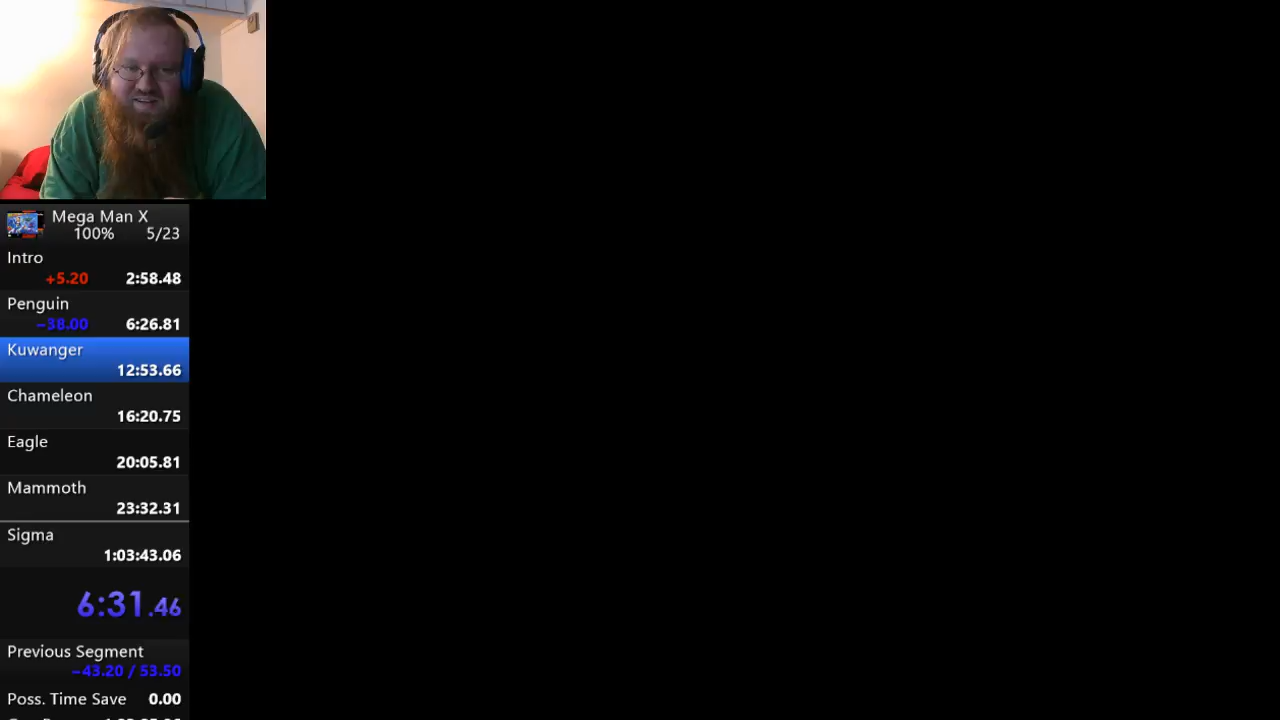 Mega Man X
100% 5/23
Intro
+5.20 2:58.48
Penguin
−38.00 6:26.81
Kuwanger
12:53.66
Chameleon
16:20.75
Eagle
20:05.81
Mammoth
23:32.31
Sigma
1:03:43.06
6:31.46
Previous Segment
−43.20 / 53.50
Poss. Time Save 0.00